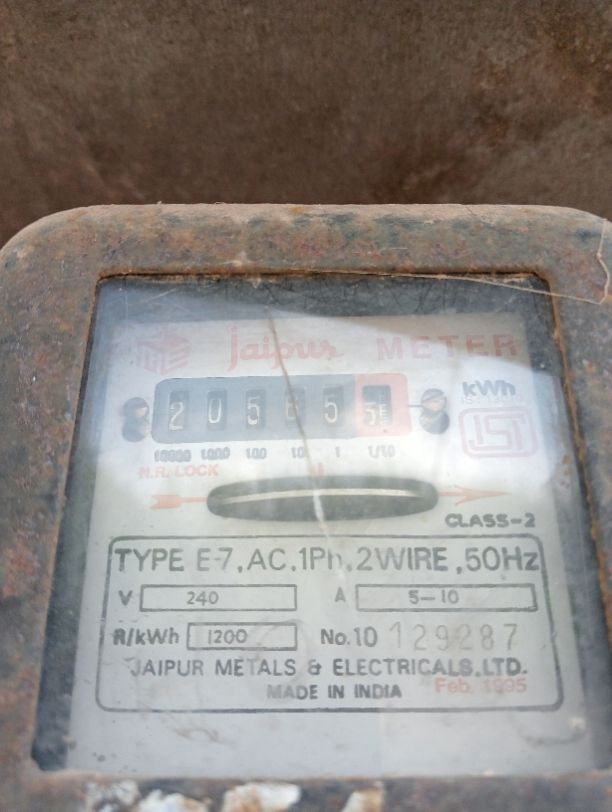 Jaipur METER
kWh
2 0 5 5 5
10000 1000 100 10 1 1/10
N.R. LOCK
CLASS-2
TYPE E-7, AC, 1Ph, 2WIRE, 50Hz
V 240 A 5-10
R/kWh 1200 No.10 129287
JAIPUR METALS & ELECTRICALS. LTD.
MADE IN INDIA Feb. 1995